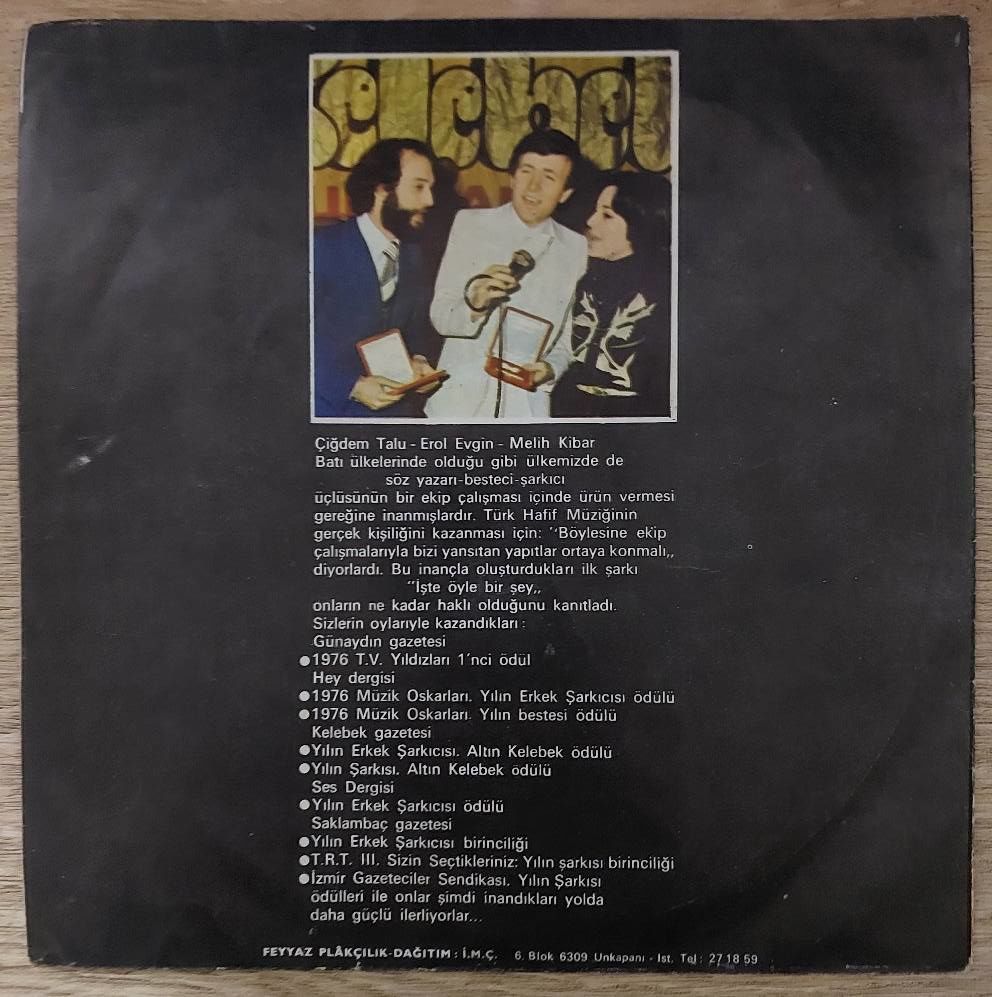 Çiğdem Talu - Erol Evgin - Melih Kibar
Batı ülkelerinde olduğu gibi ülkemizde de
söz yazarı-besteci-şarkıcı
üçlüsünün bir ekip çalışması içinde ürün vermesi
gereğine inanmışlardır. Türk Hafif Müziğinin
gerçek kişiliğini kazanması için: ''Böylesine ekip
çalışmalarıyla bizi yansıtan yapıtlar ortaya konmalı,,
diyorlardı. Bu inançla oluşturdukları ilk şarkı
"İşte öyle bir şey,,
onların ne kadar haklı olduğunu kanıtladı.
Sizlerin oylarıyle kazandıkları :
Günaydın gazetesi
●1976 T.V. Yıldızları 1'nci ödül
Hey dergisi
●1976 Müzik Oskarları. Yılın Erkek Şarkıcısı ödülü
●1976 Müzik Oskarları. Yılın bestesi ödülü
Kelebek gazetesi
●Yılın Erkek Şarkıcısı. Altın Kelebek ödülü
●Yılın Şarkısı. Altın Kelebek ödülü
Ses Dergisi
●Yılın Erkek Şarkıcısı ödülü
Saklambaç gazetesi
●Yılın Erkek Şarkıcısı birinciliği
●T.R.T. III. Sizin Seçtikleriniz: Yılın şarkısı birinciliği
●İzmir Gazeteciler Sendikası. Yılın Şarkısı
ödülleri ile onlar şimdi inandıkları yolda
daha güçlü ilerliyorlar...
FEYYAZ PLÂKÇILIK-DAĞITIM : İ.M.Ç. 6. Blok 6309 Unkapanı - Ist. Tel : 27 18 59